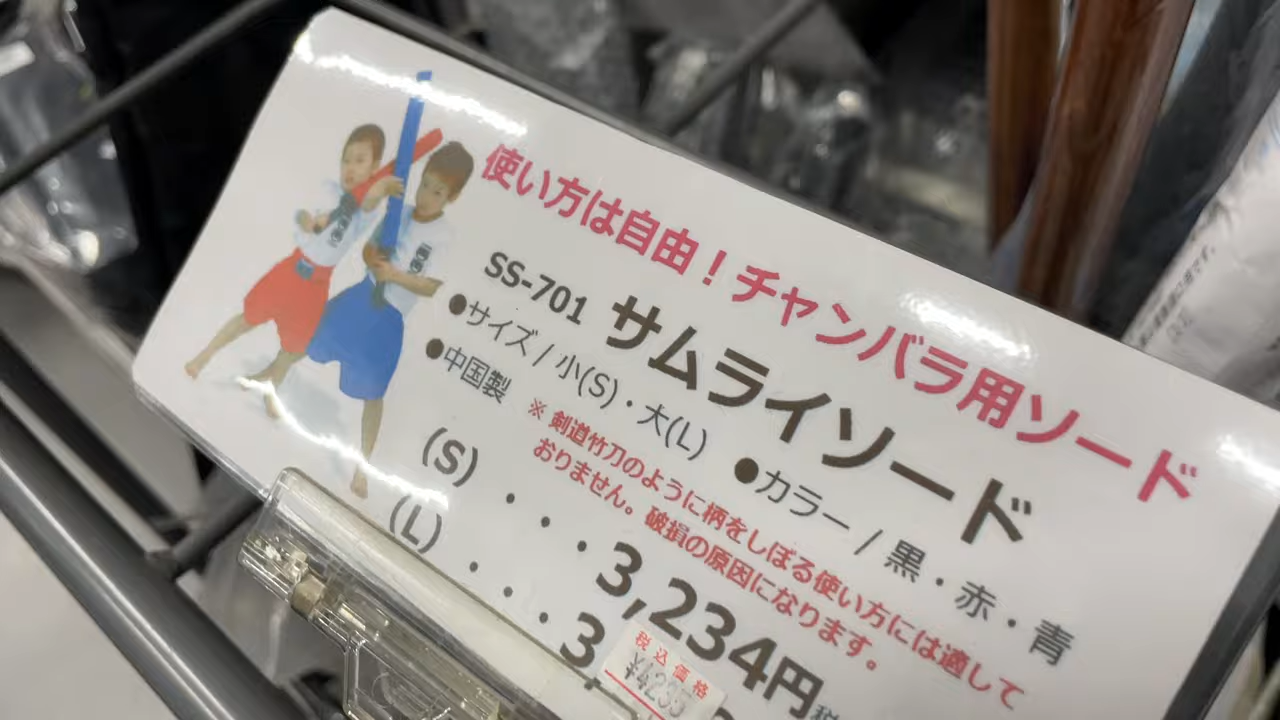 使い方は自由！チャンバラ用ソード
SS-701 サムライソード
●サイズ / 小(S)・大(L) ●カラー / 黒・赤・青
●中国製
※ 剣道竹刀のように柄をしぼる使い方には適して
おりません。破損の原因になります。
(S) ・・・3,234円
(L) ・・・3,
税込価格